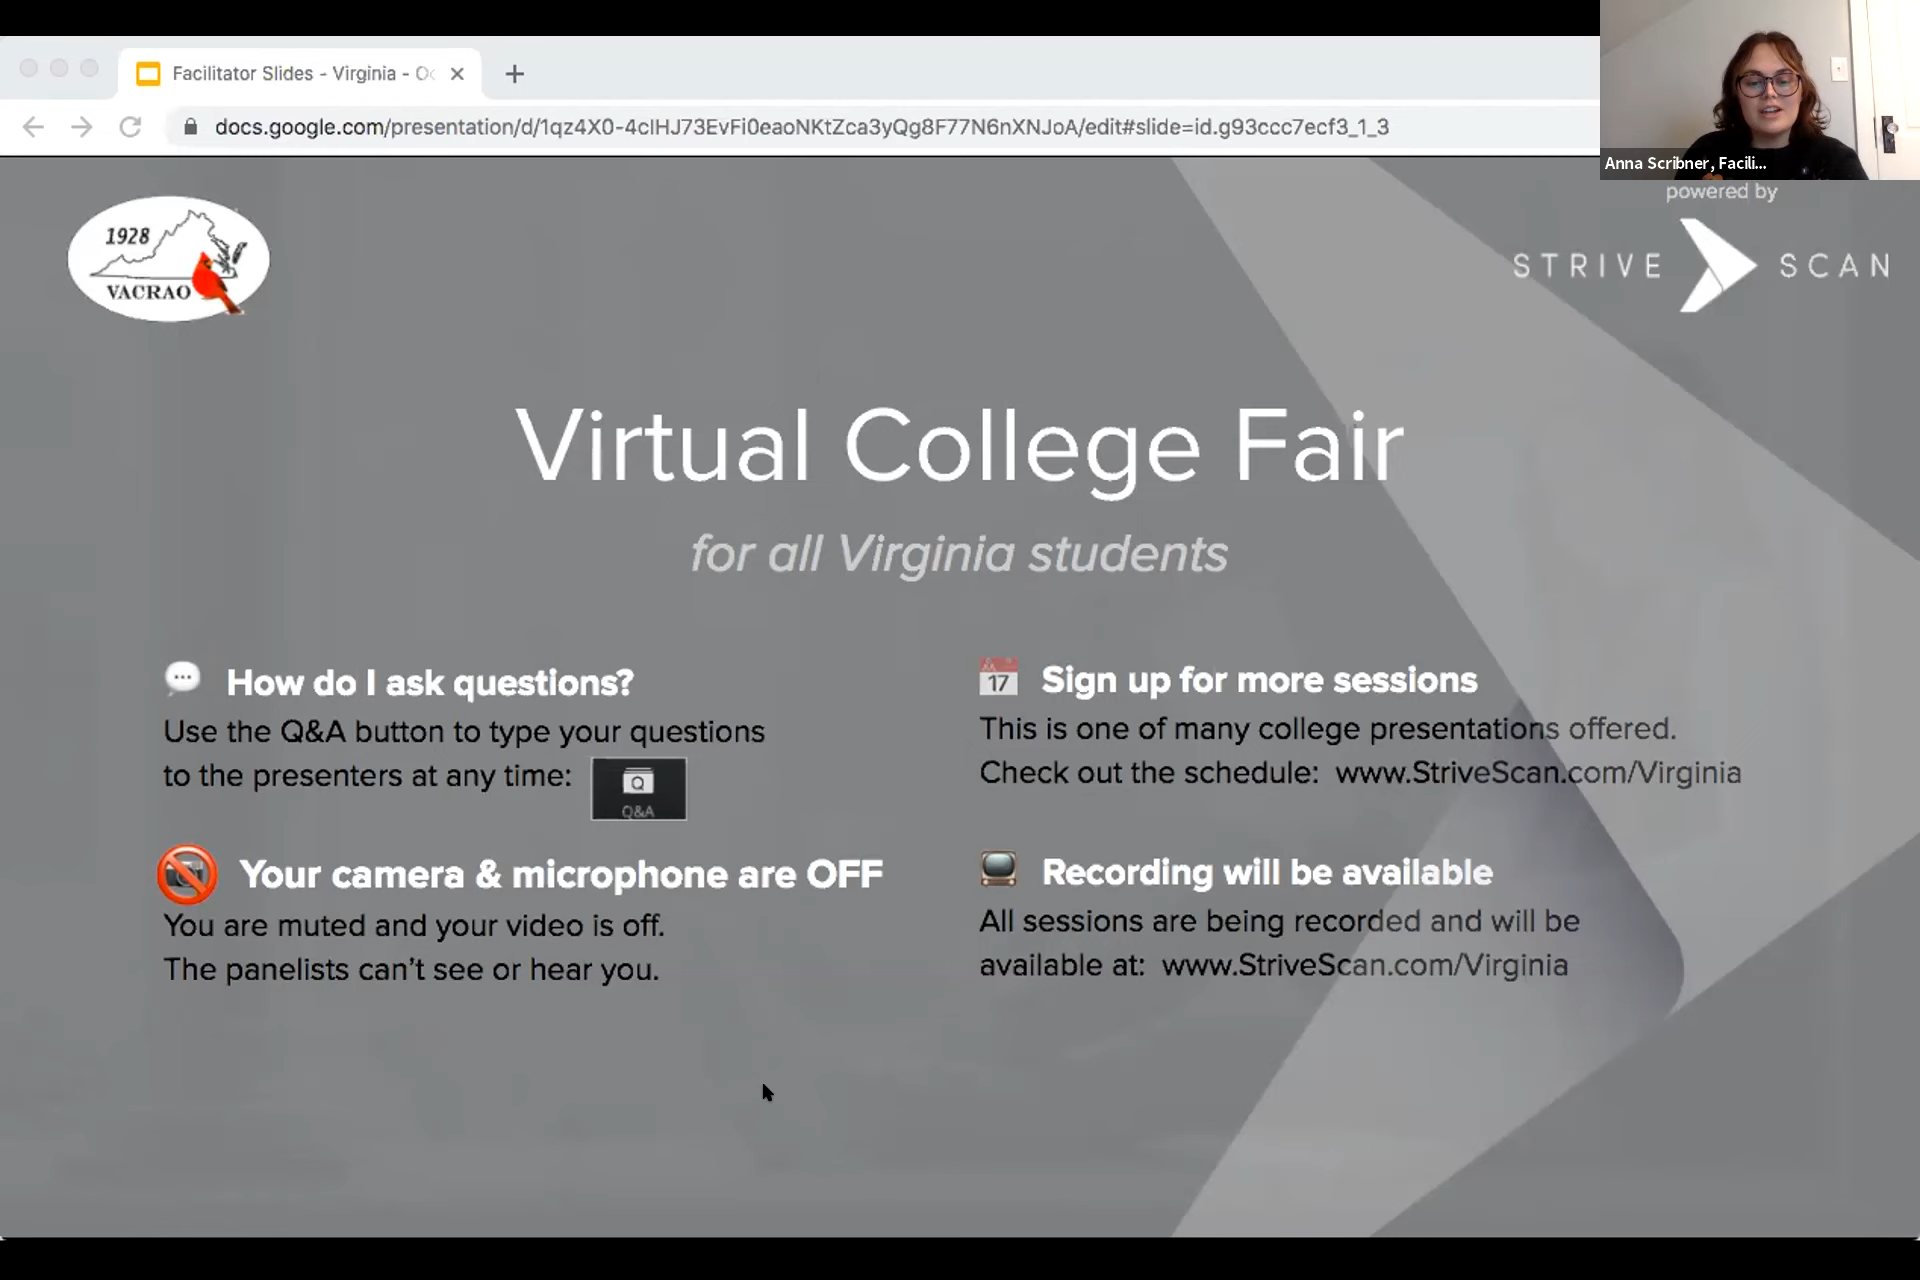 Facilitator Slides - Virginia - Oc
docs.google.com/presentation/d/1qz4X0-4cIHJ73EvFi0eaoNKtZca3yQg8F77N6nXNJoA/edit#slide=id.g93ccc7ecf3_1_3
Anna Scribner, Facili...
powered by
1928
VACRAO
STRIVE SCAN
Virtual College Fair
for all Virginia students
How do I ask questions?
Use the Q&A button to type your questions
to the presenters at any time:
Q
Q&A
Your camera & microphone are OFF
You are muted and your video is off.
The panelists can't see or hear you.
17
Sign up for more sessions
This is one of many college presentations offered.
Check out the schedule: www.StriveScan.com/Virginia
Recording will be available
All sessions are being recorded and will be
available at: www.StriveScan.com/Virginia